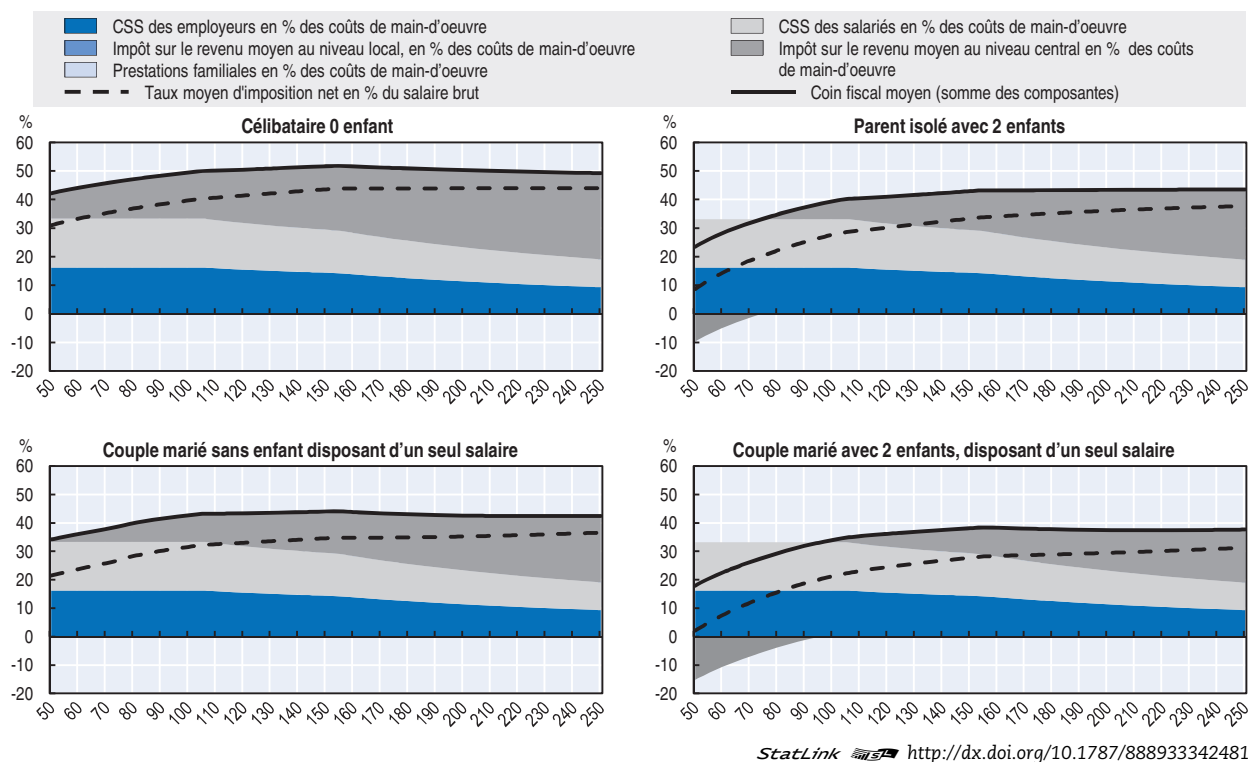 CSS des employeurs en % des coûts de main-d'oeuvre
Impôt sur le revenu moyen au niveau local, en % des coûts de main-d'oeuvre
Prestations familiales en % des coûts de main-d'oeuvre
Taux moyen d'imposition net en % du salaire brut
CSS des salariés en % des coûts de main-d'oeuvre
Impôt sur le revenu moyen au niveau central en % des coûts
de main-d'oeuvre
Coin fiscal moyen (somme des composantes)
%
Célibataire 0 enfant
60
50
40
30
20
10
0
-10
-20
50 60 70 80 90 100 110 120 130 140 150 160 170 180 190 200 210 220 230 240 250
%
Parent isolé avec 2 enfants
60
50
40
30
20
10
0
-10
-20
50 60 70 80 90 100 110 120 130 140 150 160 170 180 190 200 210 220 230 240 250
%
Couple marié sans enfant disposant d’un seul salaire
60
50
40
30
20
10
0
-10
-20
50 60 70 80 90 100 110 120 130 140 150 160 170 180 190 200 210 220 230 240 250
%
Couple marié avec 2 enfants, disposant d’un seul salaire
60
50
40
30
20
10
0
-10
-20
50 60 70 80 90 100 110 120 130 140 150 160 170 180 190 200 210 220 230 240 250
StatLink http://dx.doi.org/10.1787/888933342481